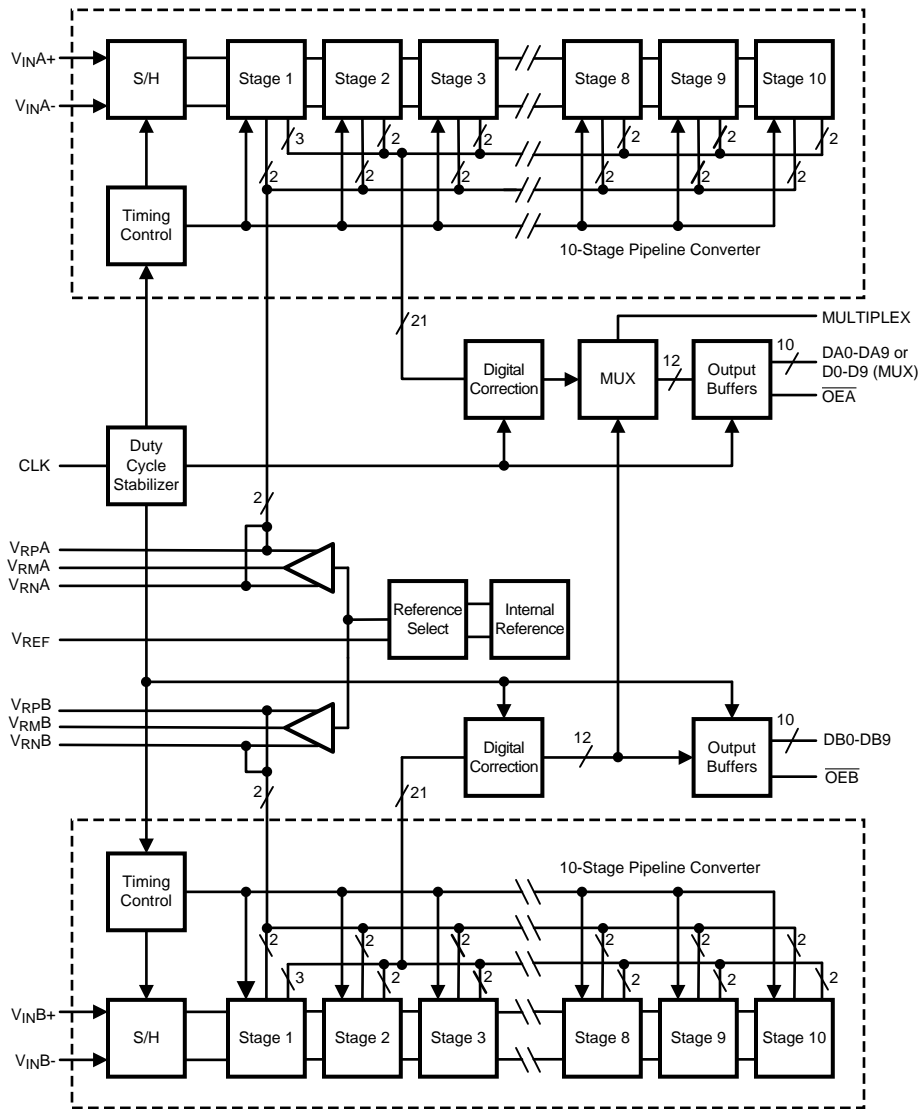 VINA+
VINA-
S/H
Stage 1
Stage 2
Stage 3
Stage 8
Stage 9
Stage 10
3
2
2
2
2
2
2
2
2
2
2
2
Timing
Control
10-Stage Pipeline Converter
21
MULTIPLEX
Digital
Correction
MUX
12
Output
Buffers
10
DA0-DA9 or
D0-D9 (MUX)
OEA
CLK
Duty
Cycle
Stabilizer
2
VRPA
VRMA
VRNA
VREF
Reference
Select
Internal
Reference
VRPB
VRMB
VRNB
2
21
Digital
Correction
12
Output
Buffers
10
DB0-DB9
OEB
Timing
Control
10-Stage Pipeline Converter
2
2
2
2
2
2
3
2
2
2
2
2
VINB+
VINB-
S/H
Stage 1
Stage 2
Stage 3
Stage 8
Stage 9
Stage 10